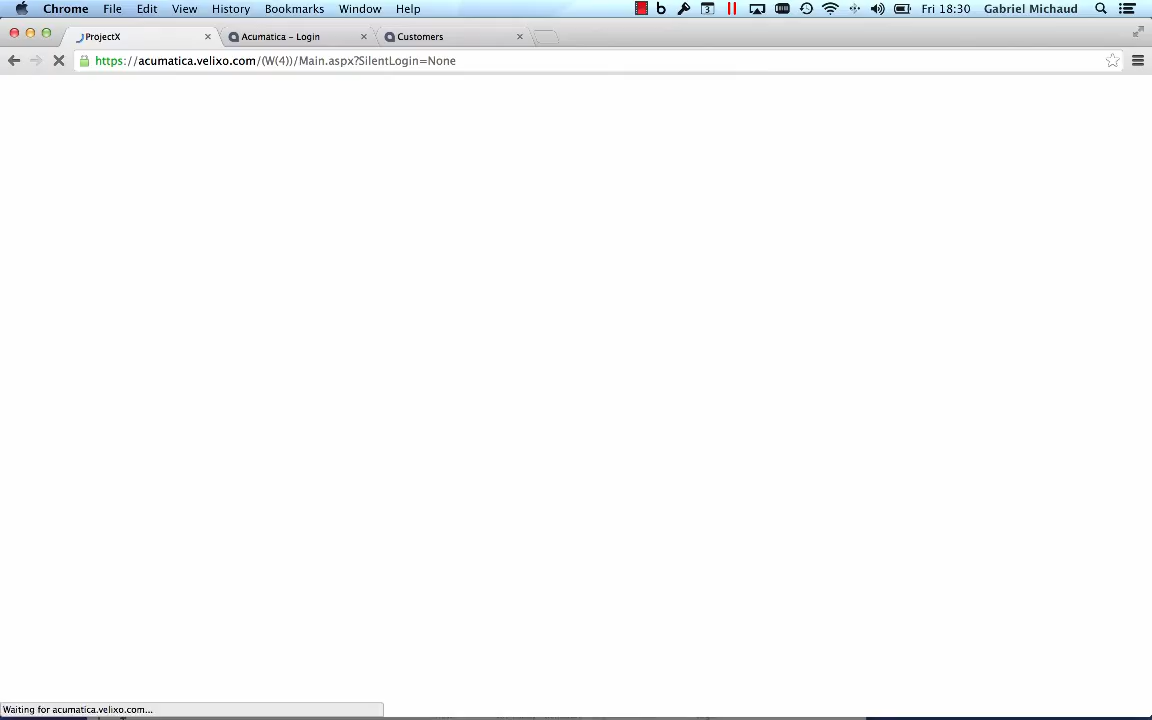 Chrome File Edit View History Bookmarks Window Help b 3 Fri 18:30 Gabriel Michaud
ProjectX Acumatica – Login Customers
https://acumatica.velixo.com/(W(4))/Main.aspx?SilentLogin=None
Waiting for acumatica.velixo.com...